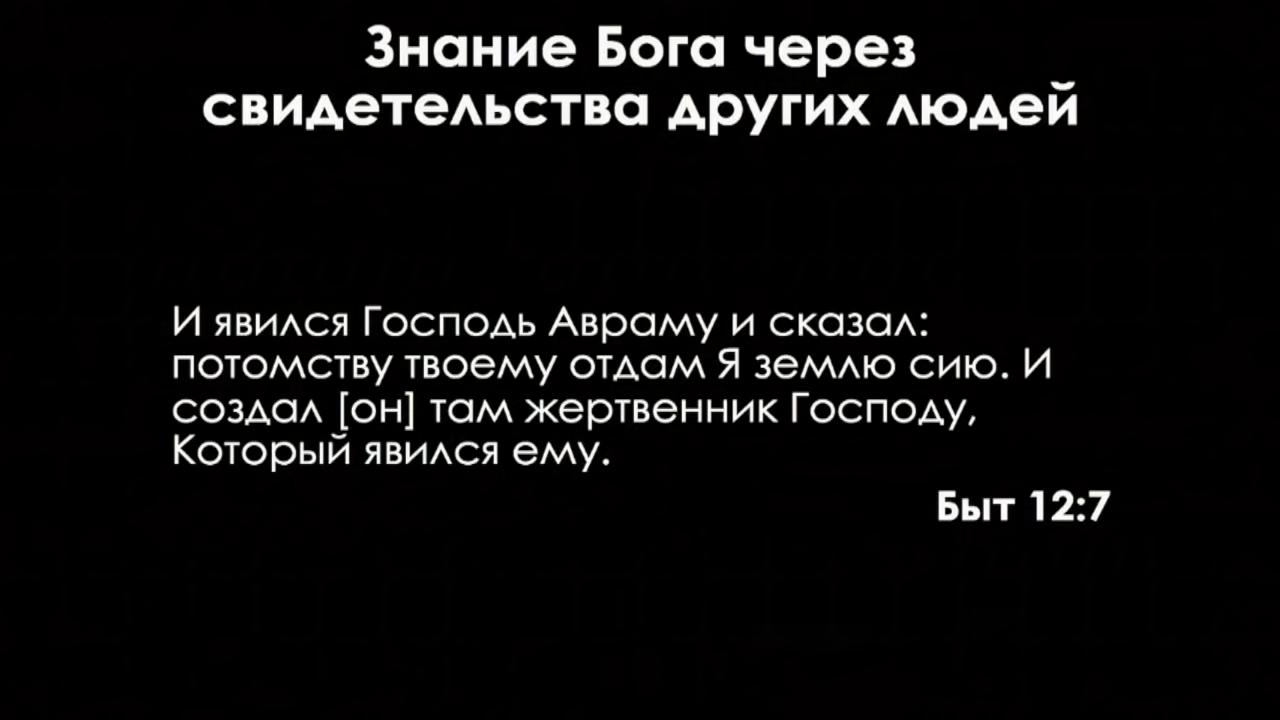 Знание Бога через
свидетельства других людей
И явился Господь Авраму и сказал:
потомству твоему отдам Я землю сию. И
создал [он] там жертвенник Господу,
Который явился ему.
Быт 12:7